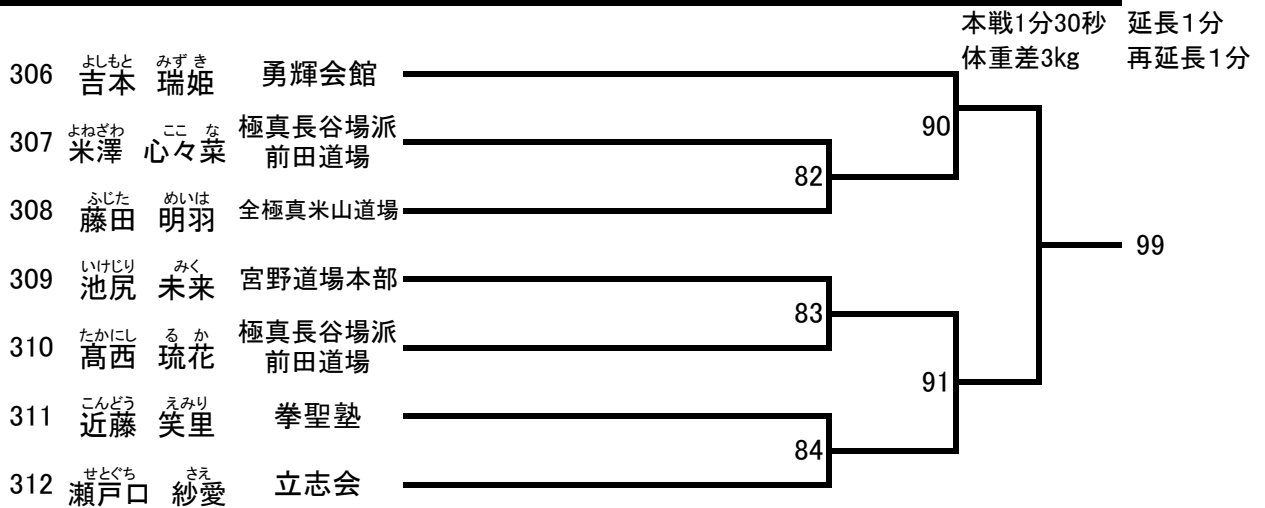 本戦1分30秒 延長1分
体重差3kg 再延長1分
よしもと みずき
306 吉本 瑞姫 勇輝会館
よねざわ ここ な 極真長谷場派
307 米澤 心々菜 前田道場
90
82
ふじた めいは
308 藤田 明羽 全極真米山道場
99
いけじり みく
309 池尻 未来 宮野道場本部
83
たかにし る か 極真長谷場派
310 髙西 琉花 前田道場
91
こんどう えみり
311 近藤 笑里 拳聖塾
84
せとぐち さえ
312 瀬戸口 紗愛 立志会